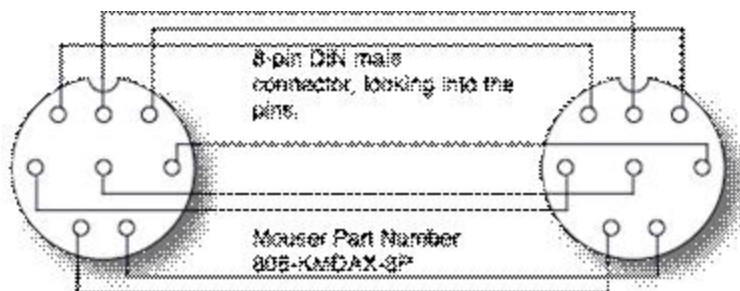 8-pin DIN male
connector, looking into the
pins.
Mouser Part Number
806-KMDAX-8P